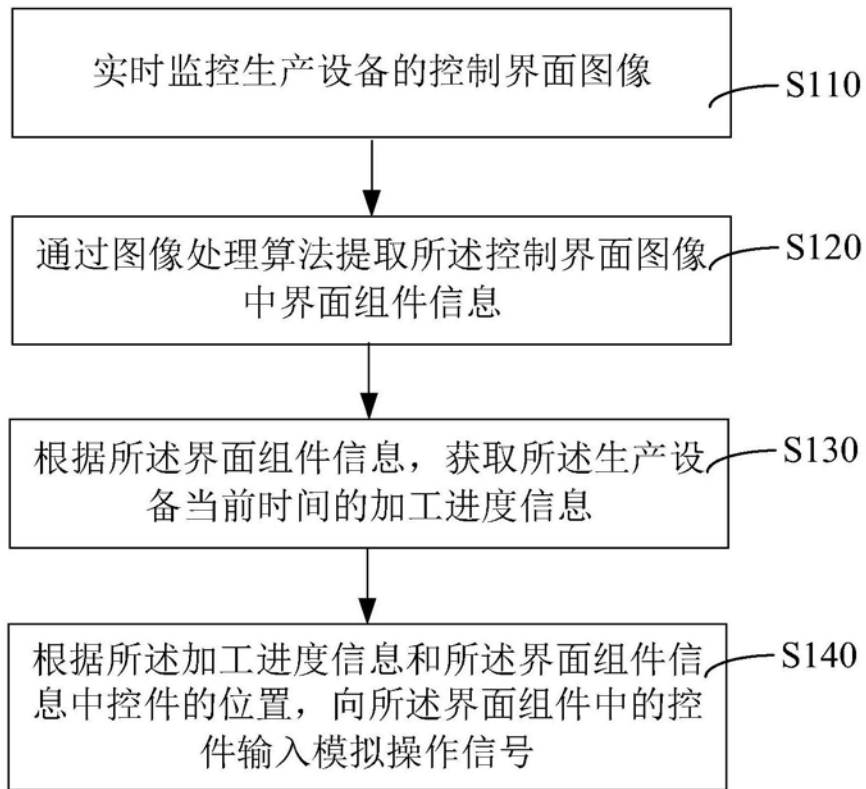 实时监控生产设备的控制界面图像
S110
通过图像处理算法提取所述控制界面图像
中界面组件信息
S120
根据所述界面组件信息，获取所述生产设
备当前时间的加工进度信息
S130
根据所述加工进度信息和所述界面组件信
息中控件的位置，向所述界面组件中的控
件输入模拟操作信号
S140